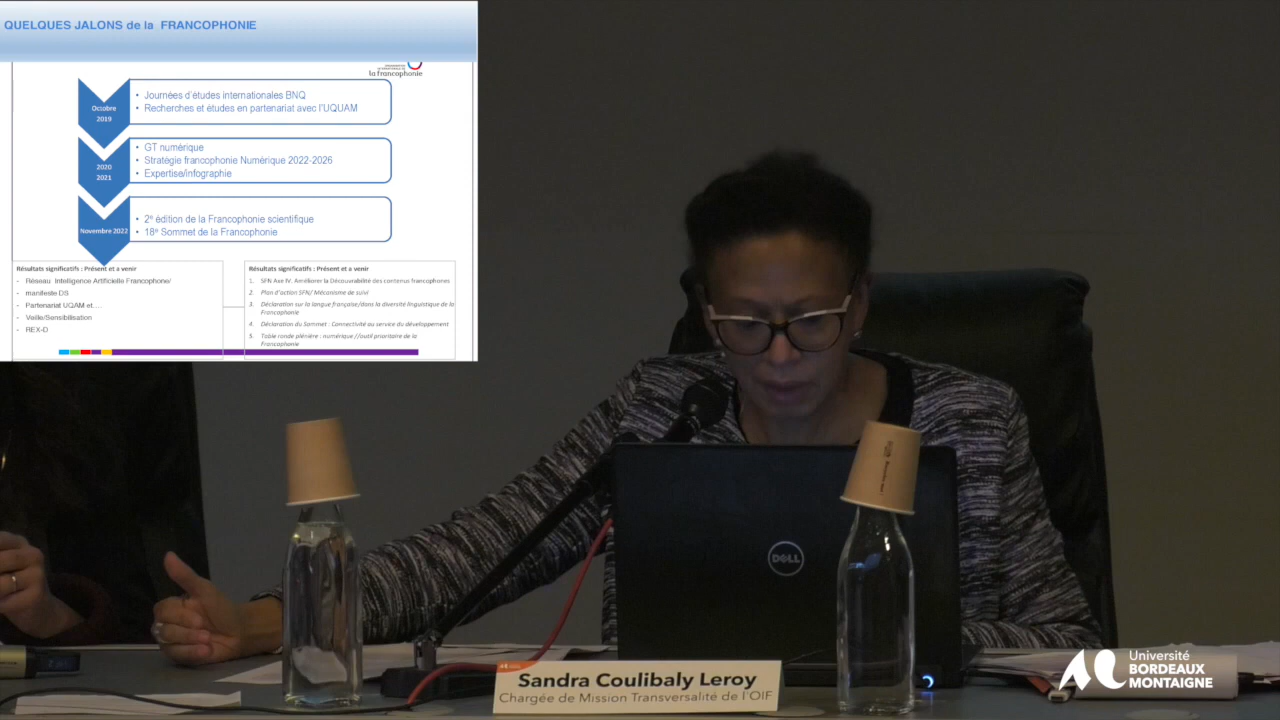 QUELQUES JALONS de la FRANCOPHONIE
la francophonie
Octobre
2019
• Journées d'études internationales BNQ
• Recherches et études en partenariat avec l'UQUAM
2020
2021
• GT numérique
• Stratégie francophonie Numérique 2022-2026
• Expertise/infographie
Novembre 2022
• 2e édition de la Francophonie scientifique
• 18e Sommet de la Francophonie
Résultats significatifs : Présent et a venir
- Réseau: Intelligence Artificielle Francophone/
- manifeste DS
- Partenariat UQAM et....
- Veille/Sensibilisation
- REX-D
Résultats significatifs : Présent et a venir
1. SFN Axe IV. Améliorer la Découvrabilité des contenus francophones
2. Plan d'action SFN/ Mécanisme de suivi
3. Déclaration sur la langue française/dans la diversité linguistique de la
Francophonie
4. Déclaration du Sommet : Connectivité au service du développement
5. Table ronde plénière : numérique //outil prioritaire de la
Francophonie
DELL
Sandra Coulibaly Leroy
Chargée de Mission Transversalité de l'OIF
Université
BORDEAUX
MONTAIGNE